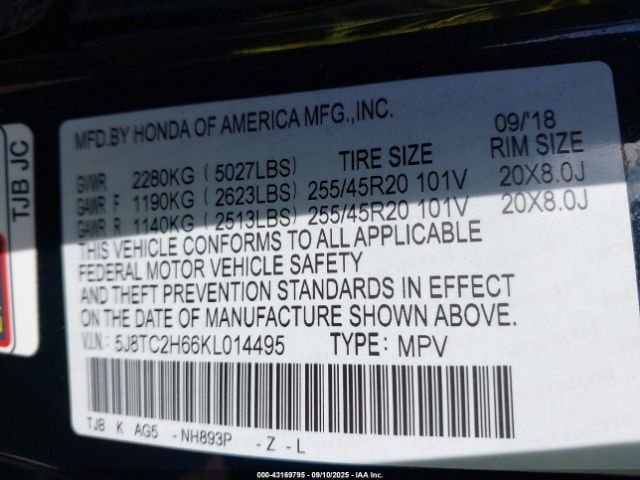 TJB JC
MFD.BY HONDA OF AMERICA MFG.,INC. 09/'18
TIRE SIZE RIM SIZE
GVWR 2280KG ( 5027LBS)
GAWR F 1190KG ( 2623LBS) 255/45R20 101V 20X8.0J
GAWR R 1140KG ( 2513LBS) 255/45R20 101V 20X8.0J
THIS VEHICLE CONFORMS TO ALL APPLICABLE
FEDERAL MOTOR VEHICLE SAFETY
AND THEFT PREVENTION STANDARDS IN EFFECT
ON THE DATE OF MANUFACTURE SHOWN ABOVE.
V.I.N.: 5J8TC2H66KL014495 TYPE: MPV
TJB K AG5 -NH893P -Z-L
000-43169795 - 09/10/2025 - IAA Inc.